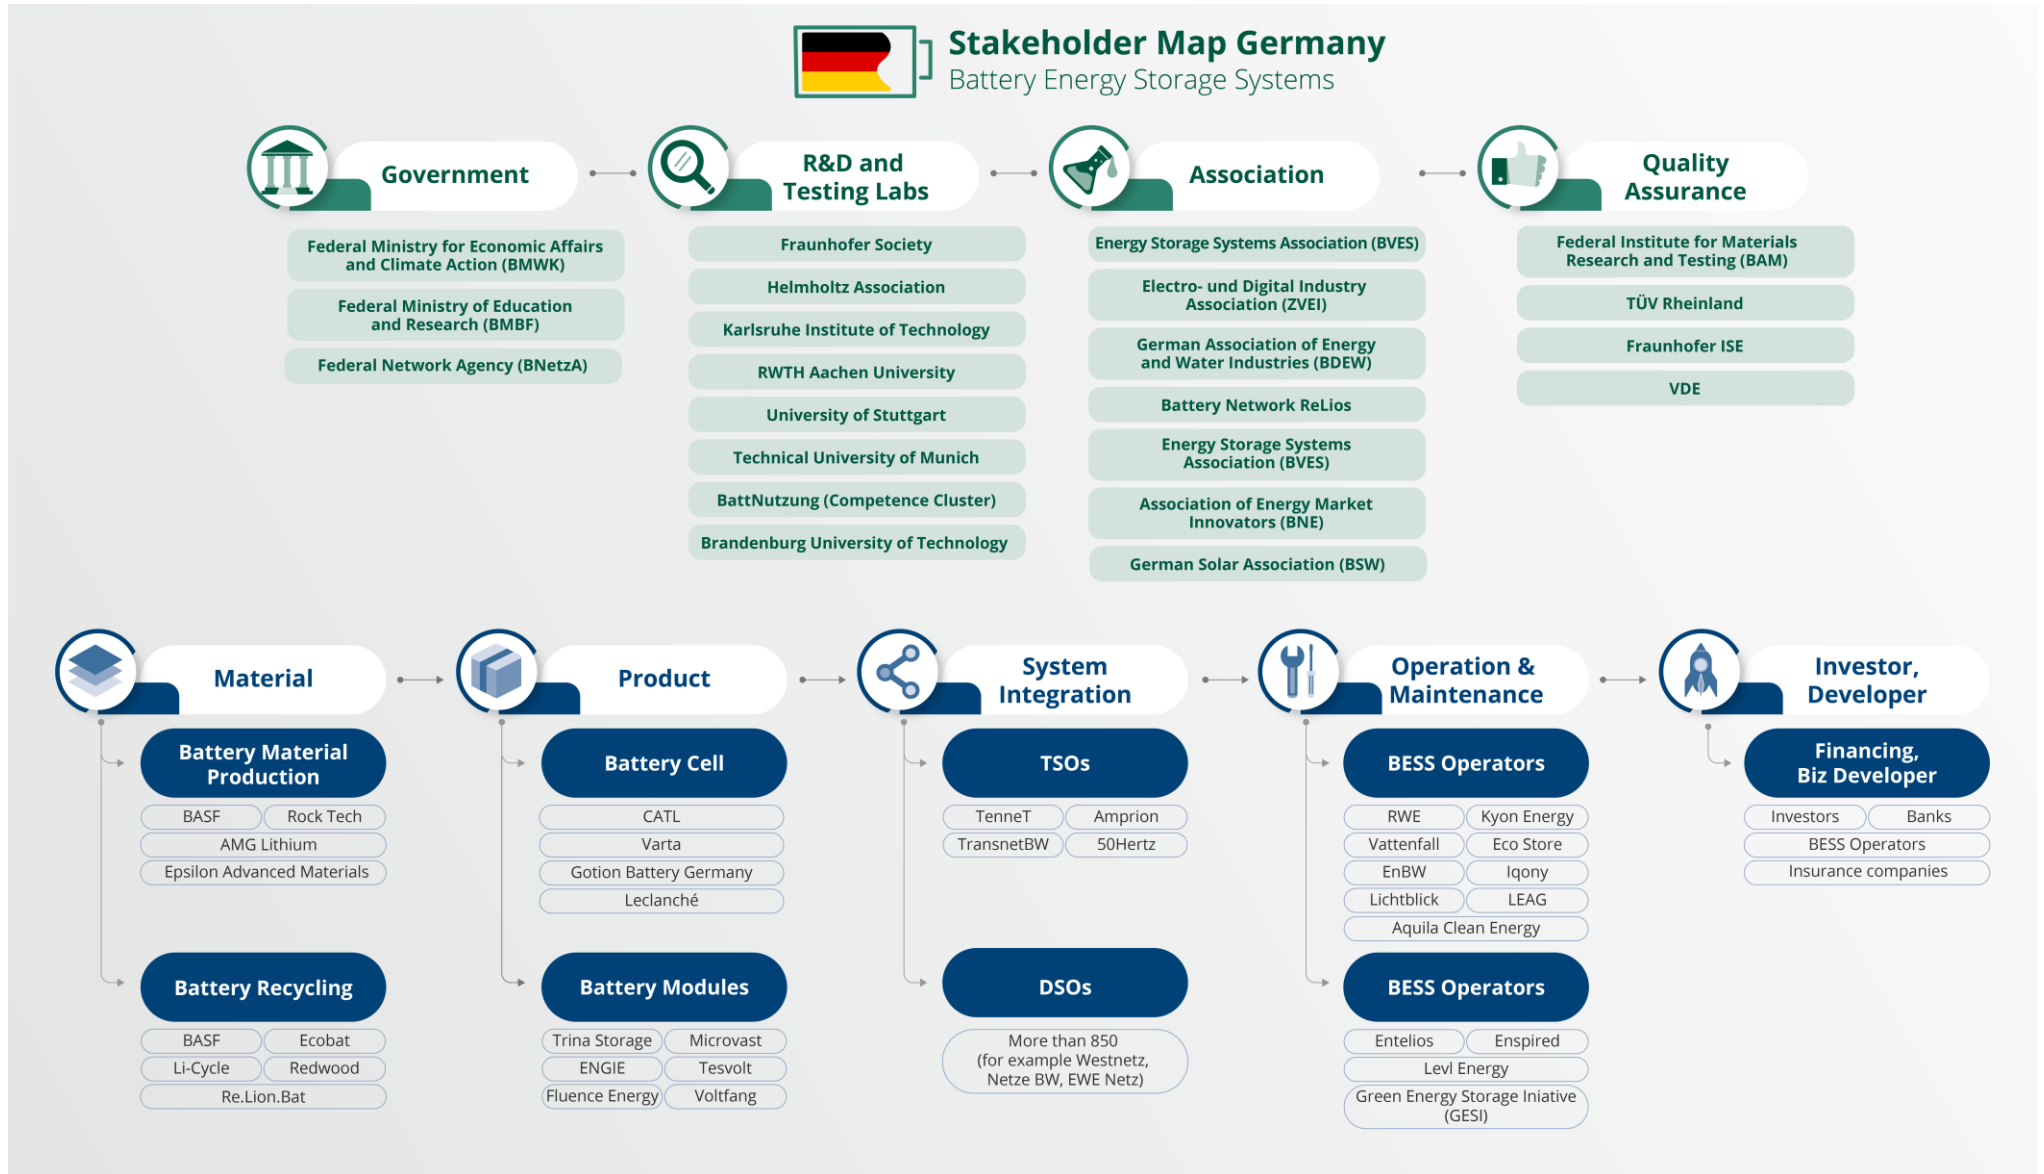 Stakeholder Map Germany
Battery Energy Storage Systems
Government
Federal Ministry for Economic Affairs
and Climate Action (BMWK)
Federal Ministry of Education
and Research (BMBF)
Federal Network Agency (BNetzA)
R&D and
Testing Labs
Fraunhofer Society
Helmholtz Association
Karlsruhe Institute of Technology
RWTH Aachen University
University of Stuttgart
Technical University of Munich
BattNutzung (Competence Cluster)
Brandenburg University of Technology
Association
Energy Storage Systems Association (BVES)
Electro- und Digital Industry
Association (ZVEI)
German Association of Energy
and Water Industries (BDEW)
Battery Network ReLios
Energy Storage Systems
Association (BVES)
Association of Energy Market
Innovators (BNE)
German Solar Association (BSW)
Quality
Assurance
Federal Institute for Materials
Research and Testing (BAM)
TÜV Rheinland
Fraunhofer ISE
VDE
Material
Battery Material
Production
BASF
Rock Tech
AMG Lithium
Epsilon Advanced Materials
Battery Recycling
BASF
Ecobat
Li-Cycle
Redwood
Re.Lion.Bat
Product
Battery Cell
CATL
Varta
Gotion Battery Germany
Leclanché
Battery Modules
Trina Storage
Microvast
ENGIE
Tesvolt
Fluence Energy
Voltfang
System
Integration
TSOs
TenneT
Amprion
TransnetBW
50Hertz
DSOs
More than 850
(for example Westnetz,
Netze BW, EWE Netz)
Operation &
Maintenance
BESS Operators
RWE
Kyon Energy
Vattenfall
Eco Store
EnBW
Iqony
Lichtblick
LEAG
Aquila Clean Energy
BESS Operators
Entelios
Enspired
Levl Energy
Green Energy Storage Iniative
(GESI)
Investor,
Developer
Financing,
Biz Developer
Investors
Banks
BESS Operators
Insurance companies